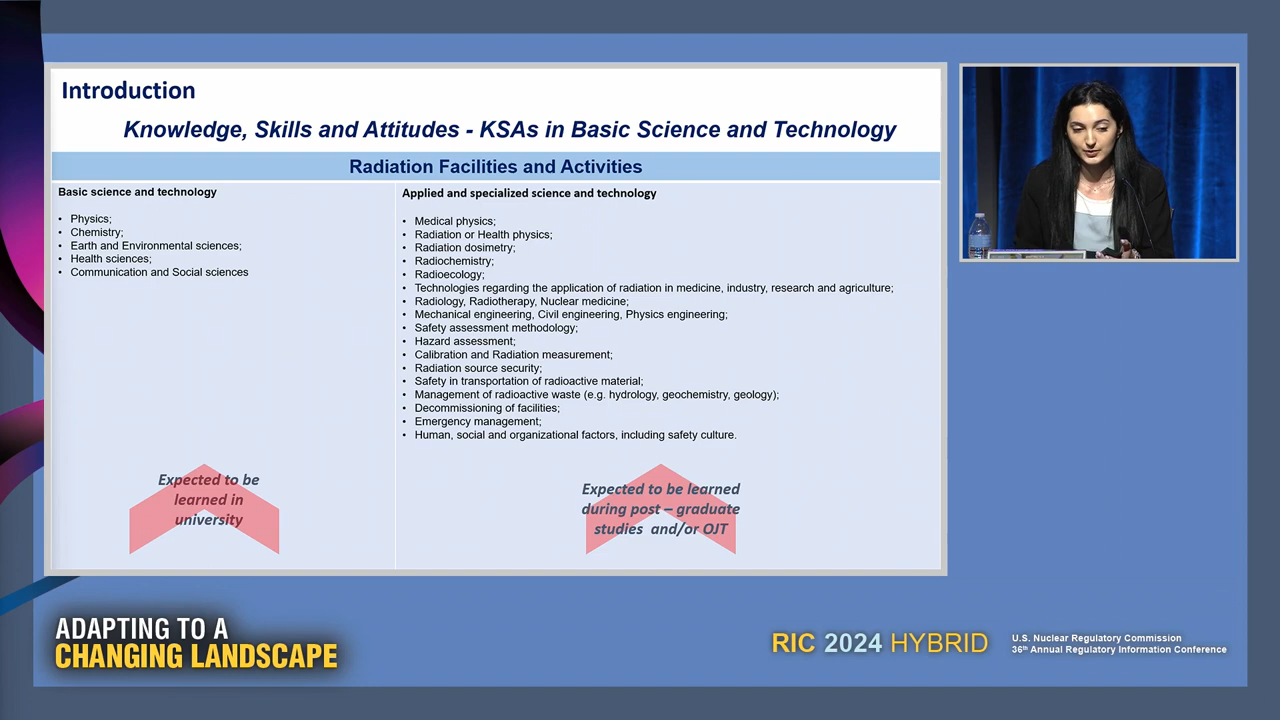 Introduction
Knowledge, Skills and Attitudes - KSAs in Basic Science and Technology
Radiation Facilities and Activities
Basic science and technology
• Physics;
• Chemistry;
• Earth and Environmental sciences;
• Health sciences;
• Communication and Social sciences
Expected to be
learned in
university
Applied and specialized science and technology
• Medical physics;
• Radiation or Health physics;
• Radiation dosimetry;
• Radiochemistry;
• Radioecology;
• Technologies regarding the application of radiation in medicine, industry, research and agriculture;
• Radiology, Radiotherapy, Nuclear medicine;
• Mechanical engineering, Civil engineering, Physics engineering;
• Safety assessment methodology;
• Hazard assessment;
• Calibration and Radiation measurement;
• Radiation source security;
• Safety in transportation of radioactive material;
• Management of radioactive waste (e.g. hydrology, geochemistry, geology);
• Decommissioning of facilities;
• Emergency management;
• Human, social and organizational factors, including safety culture.
Expected to be learned
during post – graduate
studies and/or OJT
ADAPTING TO A
CHANGING LANDSCAPE
RIC 2024 HYBRID
U.S. Nuclear Regulatory Commission
36th Annual Regulatory Information Conference